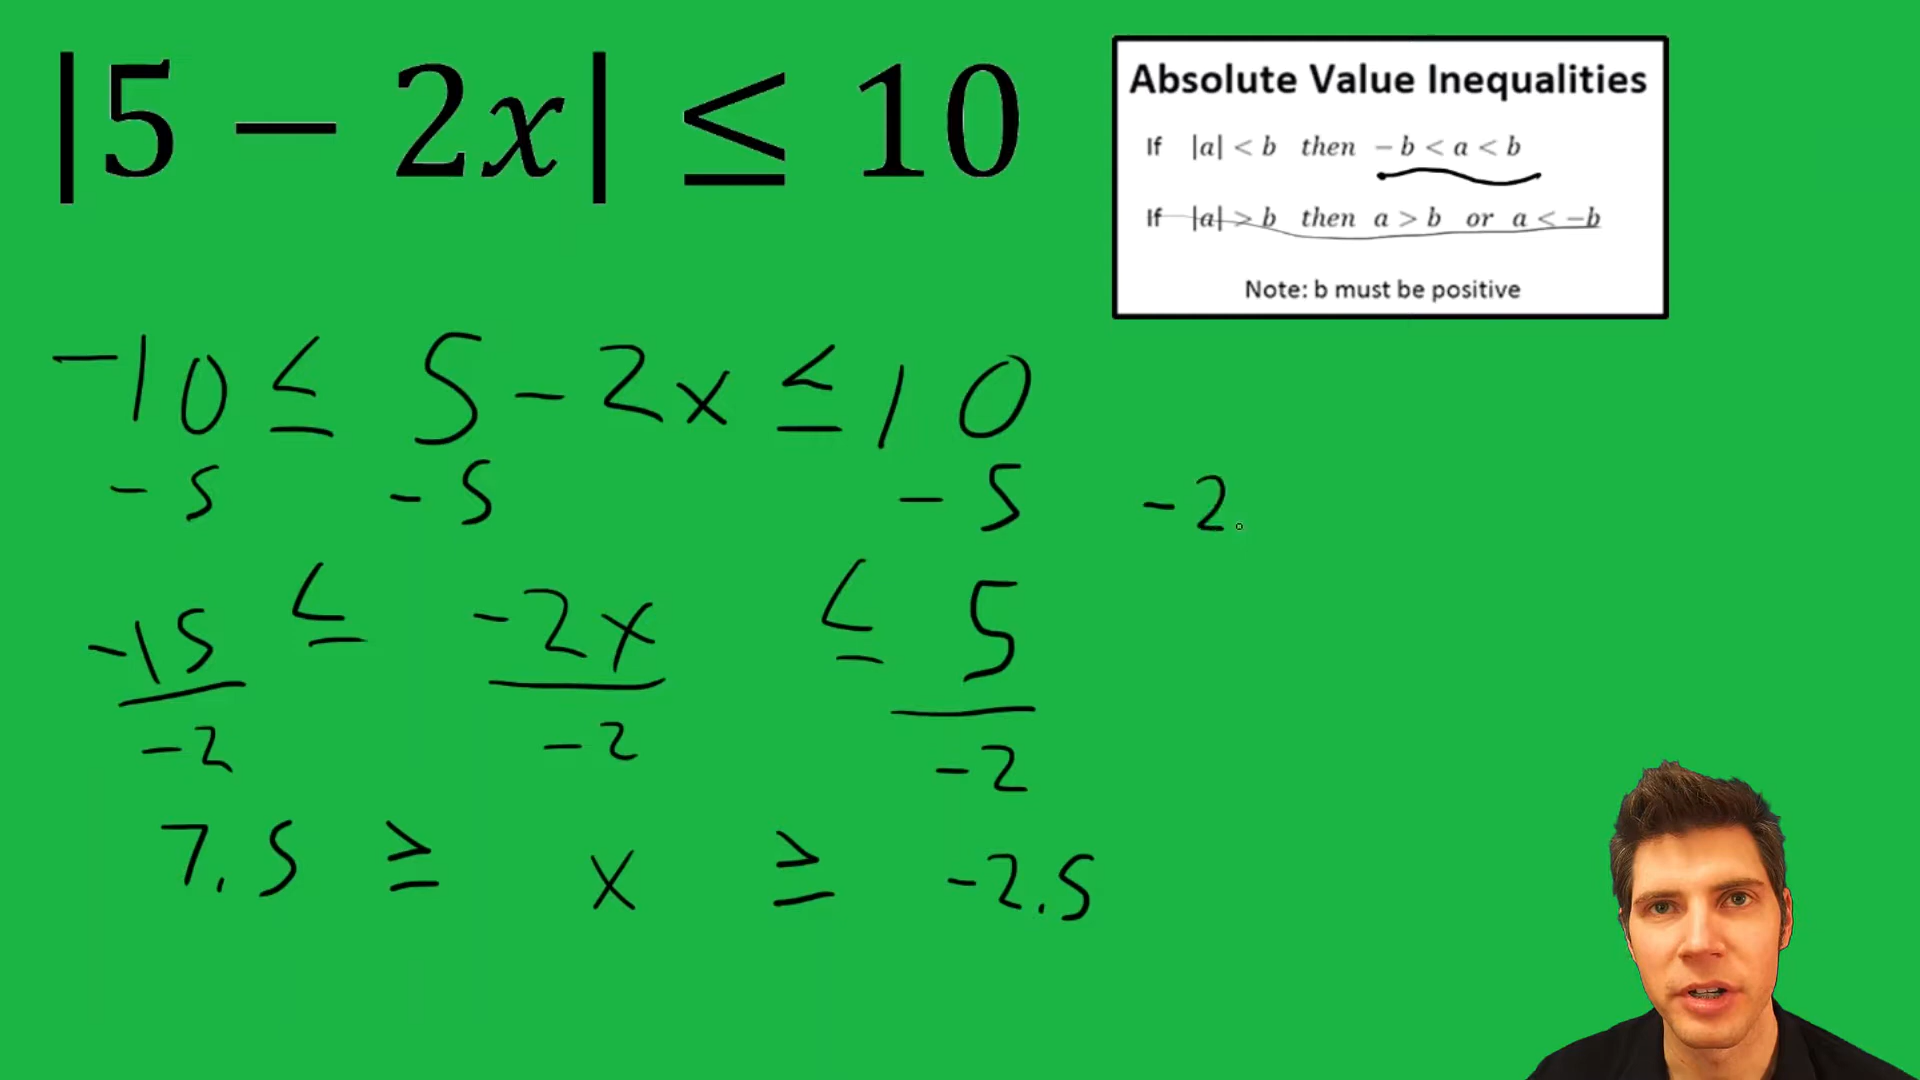 |5 − 2x| ≤ 10
Absolute Value Inequalities
If |a| < b then − b < a < b
If |a| > b then a > b or a < −b
Note: b must be positive
-10 ≤ 5 - 2x ≤ 10
-5 -5 -5
-2.
-15 ≤ -2x ≤ 5
-2 -2 -2
7.5 ≥ x ≥ -2.5